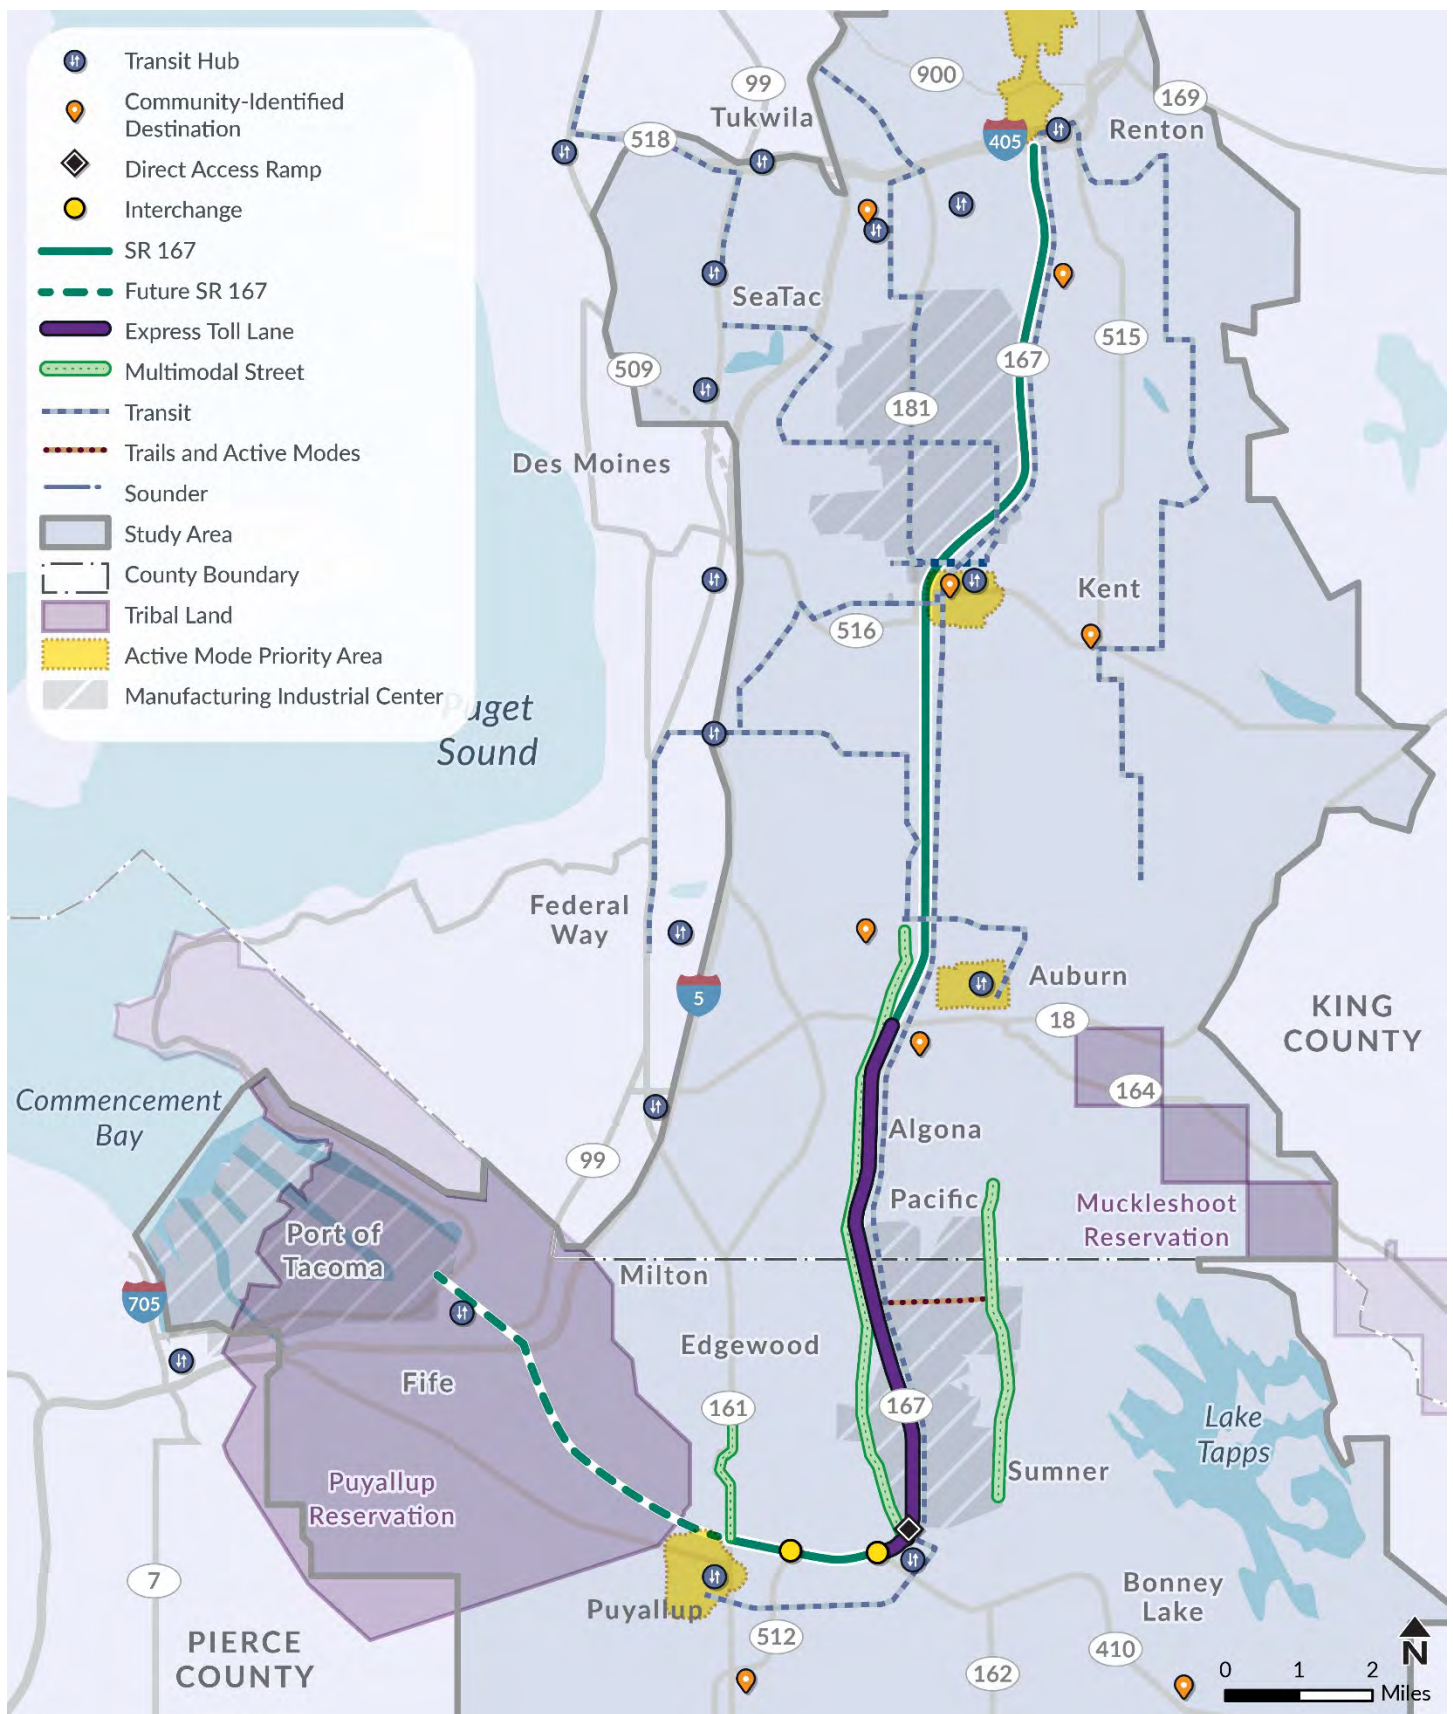 Transit Hub
Community-Identified
Destination
Direct Access Ramp
Interchange
SR 167
Future SR 167
Express Toll Lane
Multimodal Street
Transit
Trails and Active Modes
Sounder
Study Area
County Boundary
Tribal Land
Active Mode Priority Area
Manufacturing Industrial Center
99
900
169
Tukwila
Renton
518
405
SeaTac
515
509
167
181
Des Moines
Kent
516
Puget
Sound
Federal
Way
Auburn
5
18
KING
COUNTY
Commencement
Bay
164
Algona
99
Pacific
Muckleshoot
Reservation
Port of
Tacoma
Milton
705
Edgewood
Fife
161
167
Lake
Tapps
Sumner
Puyallup
Reservation
7
Puyallup
Bonney
Lake
PIERCE
COUNTY
512
410
162
N
0 1 2
Miles